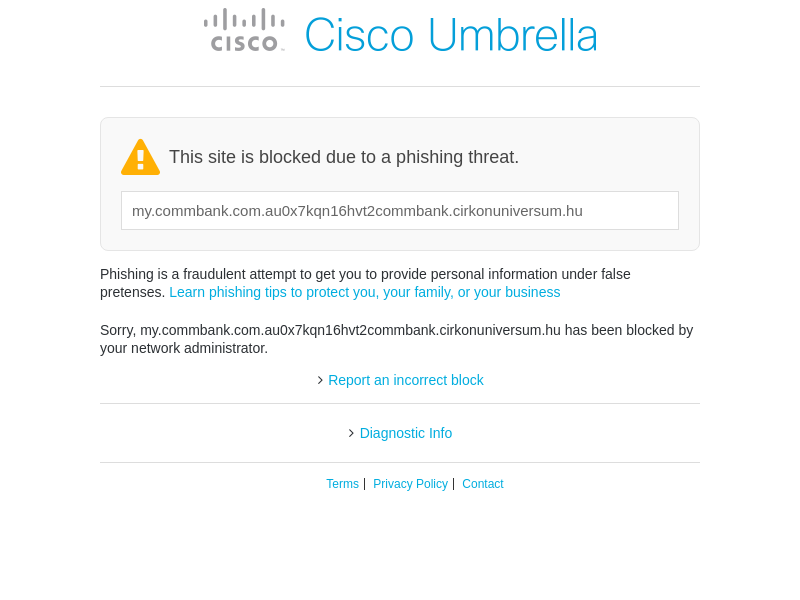 CISCO Cisco Umbrella
This site is blocked due to a phishing threat.
my.commbank.com.au0x7kqn16hvt2commbank.cirkonuniversum.hu
Phishing is a fraudulent attempt to get you to provide personal information under false
pretenses. Learn phishing tips to protect you, your family, or your business
Sorry, my.commbank.com.au0x7kqn16hvt2commbank.cirkonuniversum.hu has been blocked by
your network administrator.
> Report an incorrect block
> Diagnostic Info
Terms | Privacy Policy | Contact